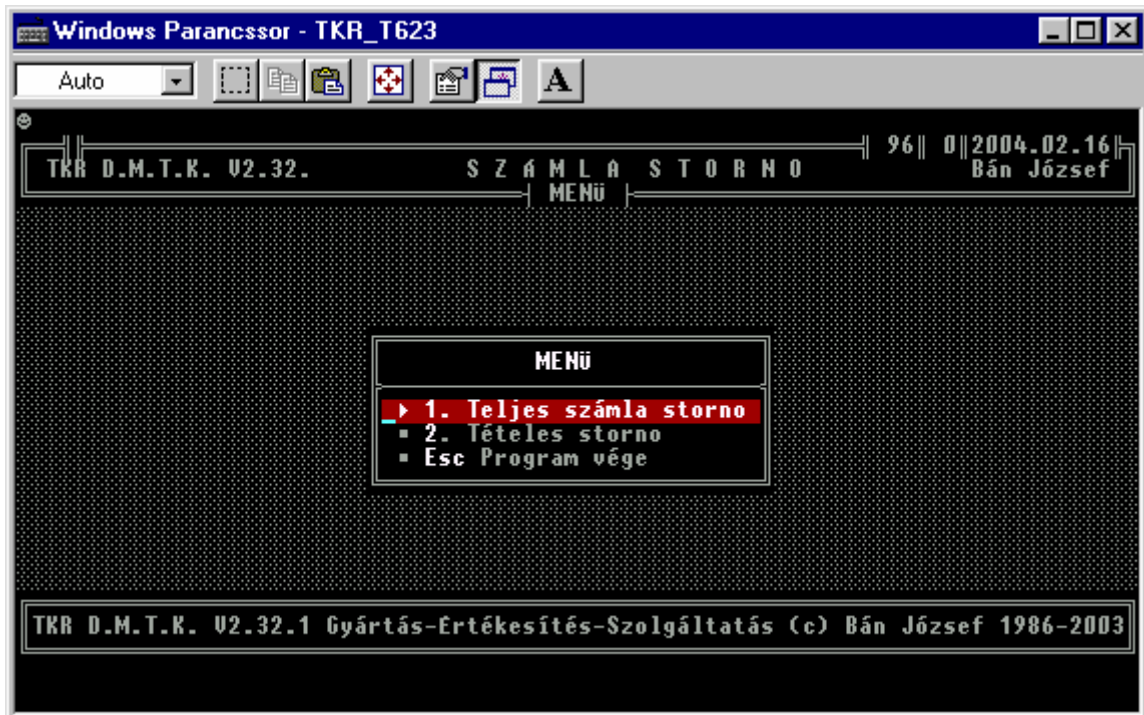 Windows Parancssor - TKR_T623
Auto
A
96 0 2004.02.16
TKR D.M.T.K. V2.32. S Z á M L A S T O R N O Bán József
MENü
MENü
1. Teljes számla storno
2. Tételes storno
Esc Program vége
TKR D.M.T.K. V2.32.1 Gyártás-Értékesítés-Szolgáltatás (c) Bán József 1986-2003